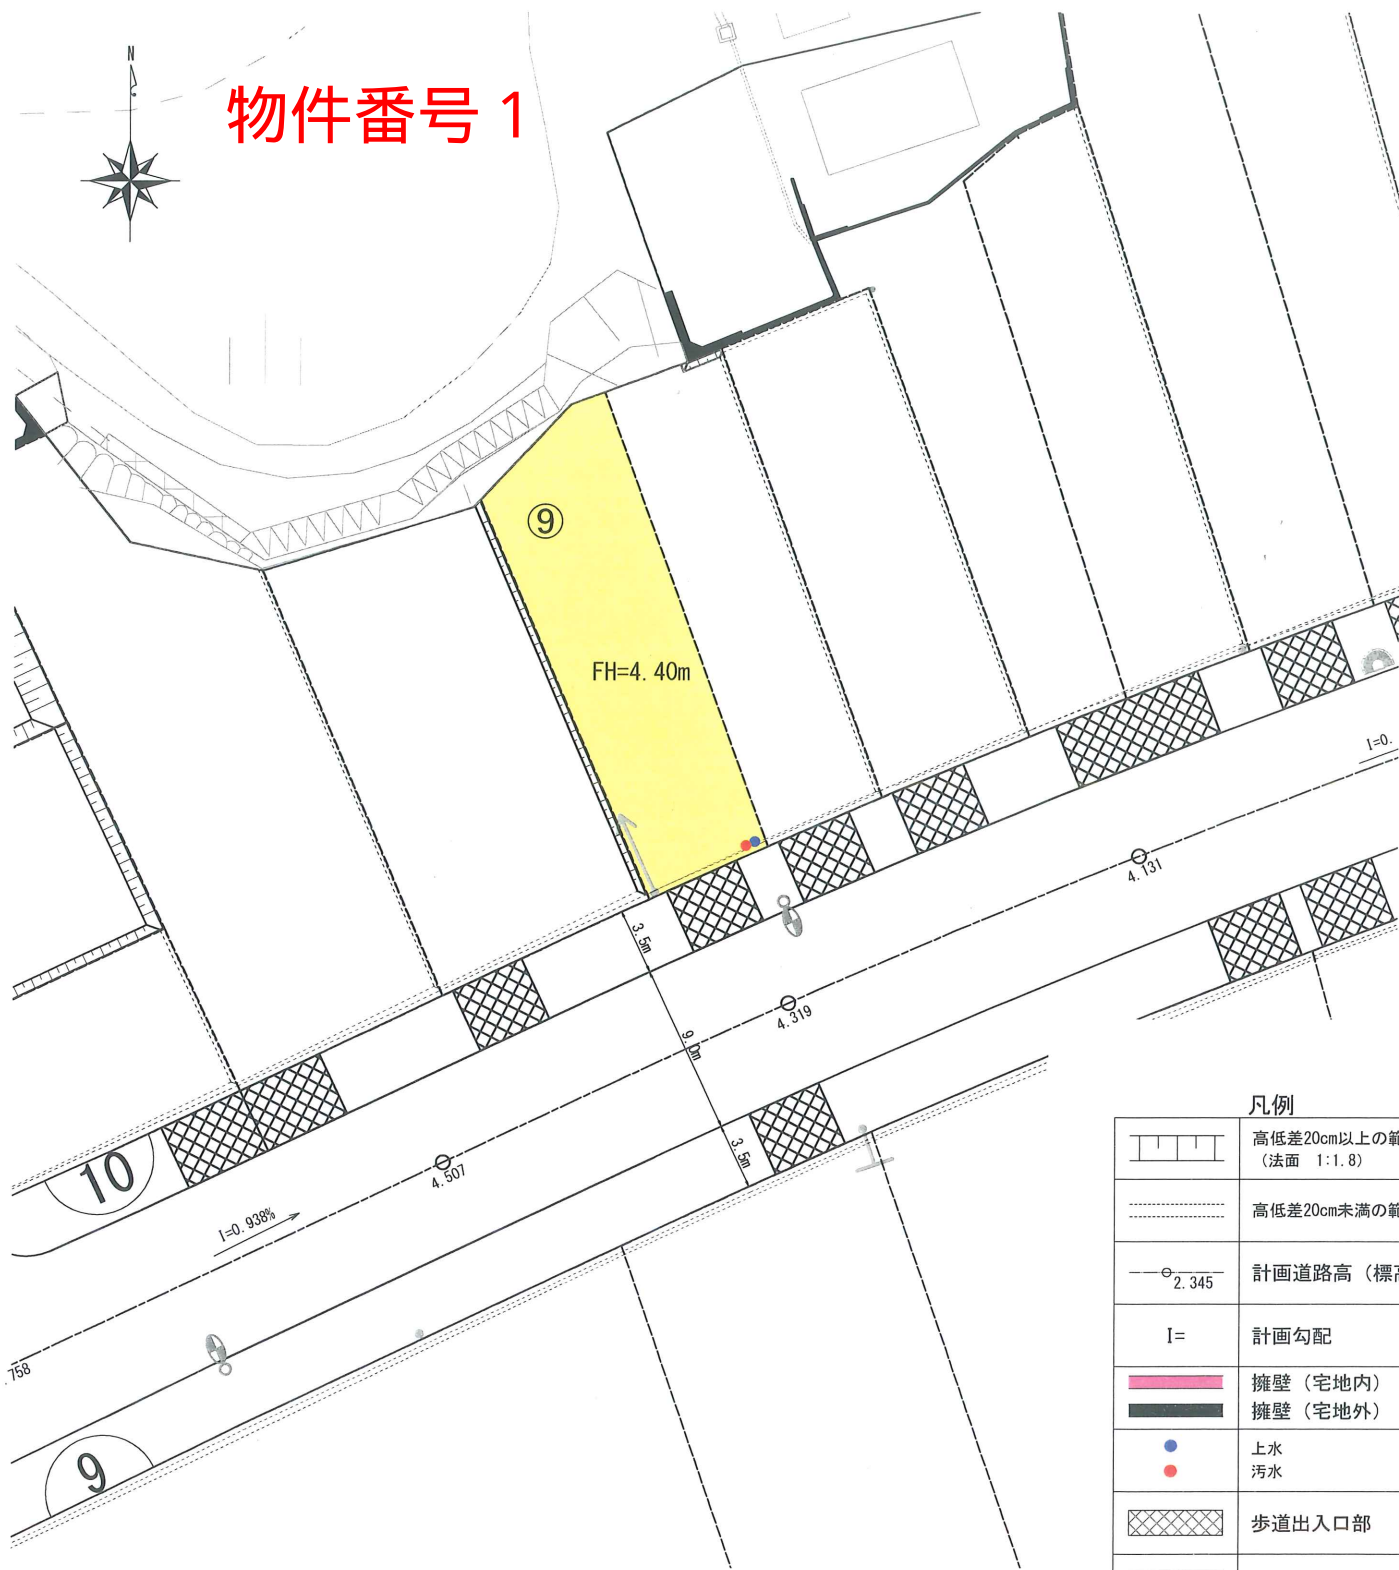 N
物件番号 1
⑨
FH=4.40m
I=0.
4.131
3.5m
4.319
9.0m
3.5m
10
4.507
I=0.938%
.758
9
凡例
高低差20cm以上の範
（法面 1:1.8）
高低差20cm未満の範
2.345
計画道路高（標高
I=
計画勾配
擁壁（宅地内）
擁壁（宅地外）
上水
汚水
歩道出入口部